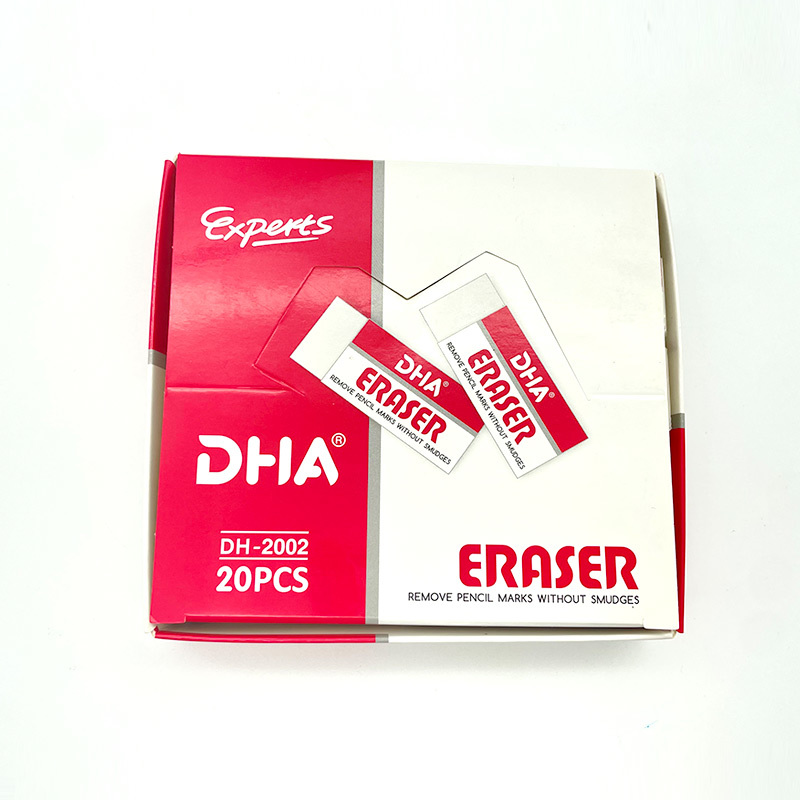 Experts
DHA®
ERASER
REMOVE PENCIL MARKS WITHOUT SMUDGES
DHA®
ERASER
REMOVE PENCIL MARKS WITHOUT SMUDGES
DHA®
DH-2002
20PCS
ERASER
REMOVE PENCIL MARKS WITHOUT SMUDGES